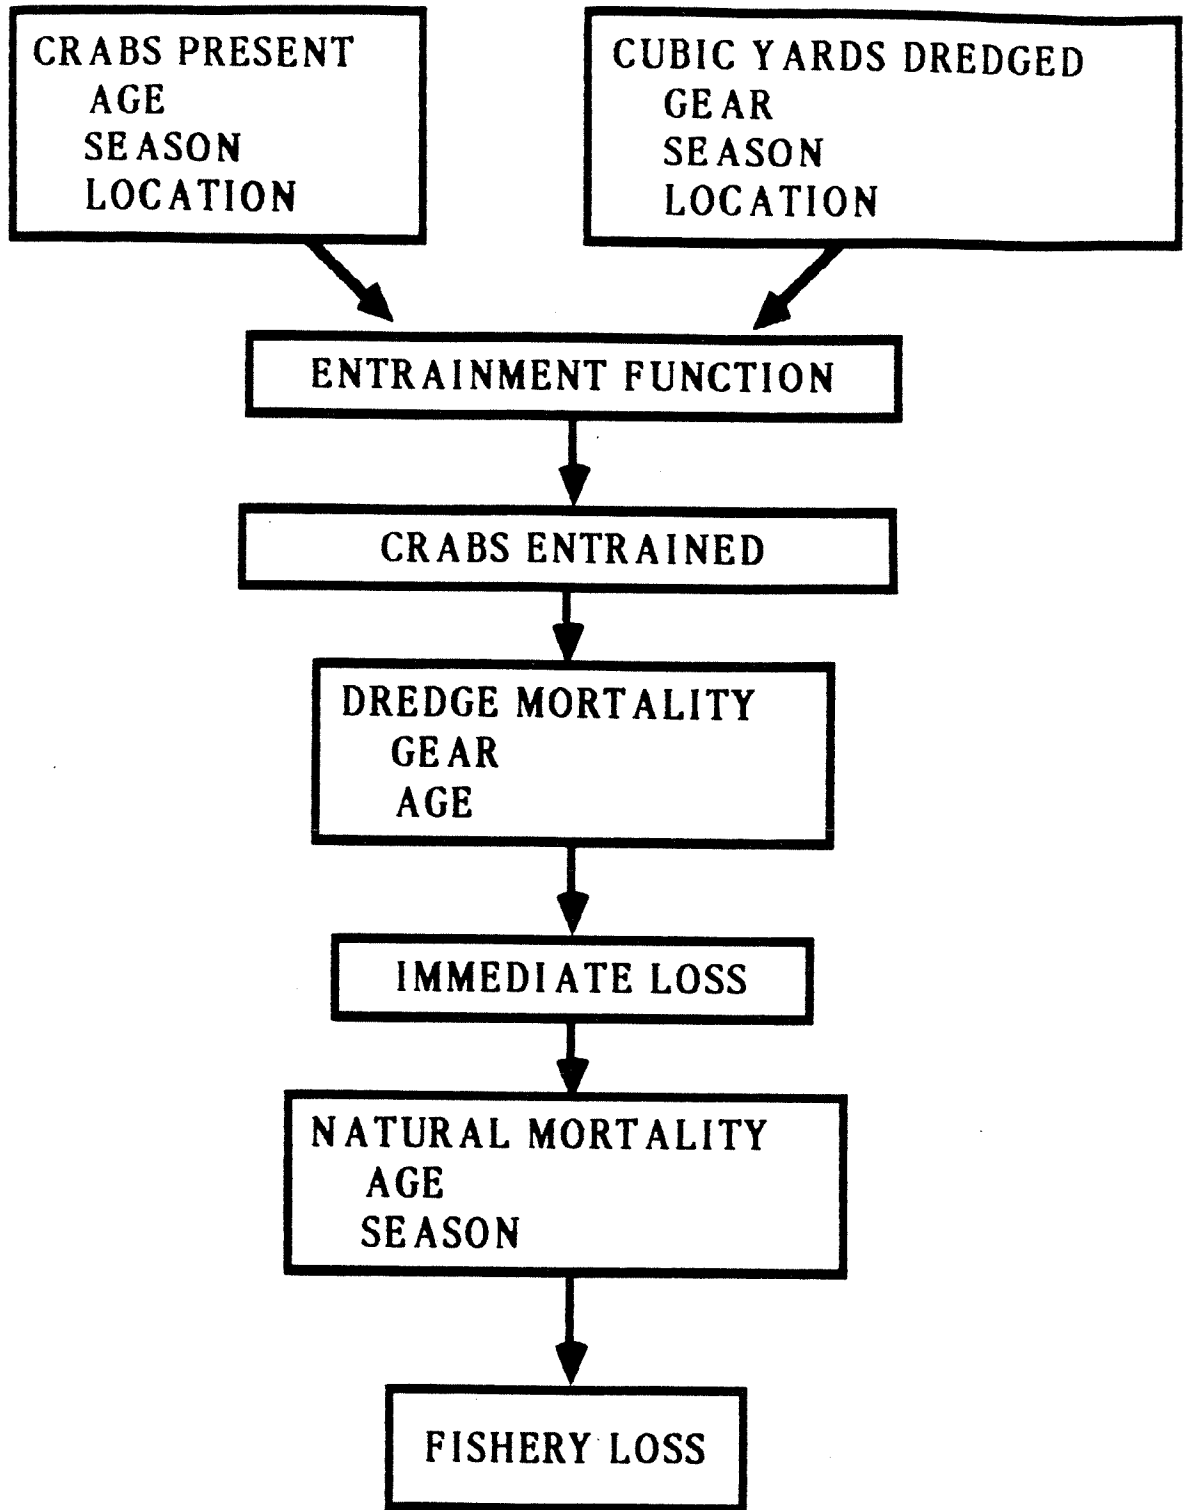 CRABS PRESENT
AGE
SEASON
LOCATION
CUBIC YARDS DREDGED
GEAR
SEASON
LOCATION
ENTRAINMENT FUNCTION
CRABS ENTRAINED
DREDGE MORTALITY
GEAR
AGE
IMMEDIATE LOSS
NATURAL MORTALITY
AGE
SEASON
FISHERY LOSS